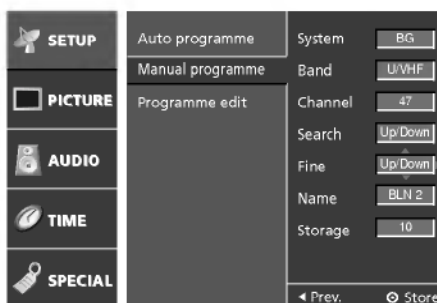 SETUP
PICTURE
AUDIO
TIME
SPECIAL
Auto programme
Manual programme
Programme edit
System BG
Band U/VHF
Channel 47
Search Up/Down
Fine Up/Down
Name BLN 2
Storage 10
◀ Prev. ⊙ Store